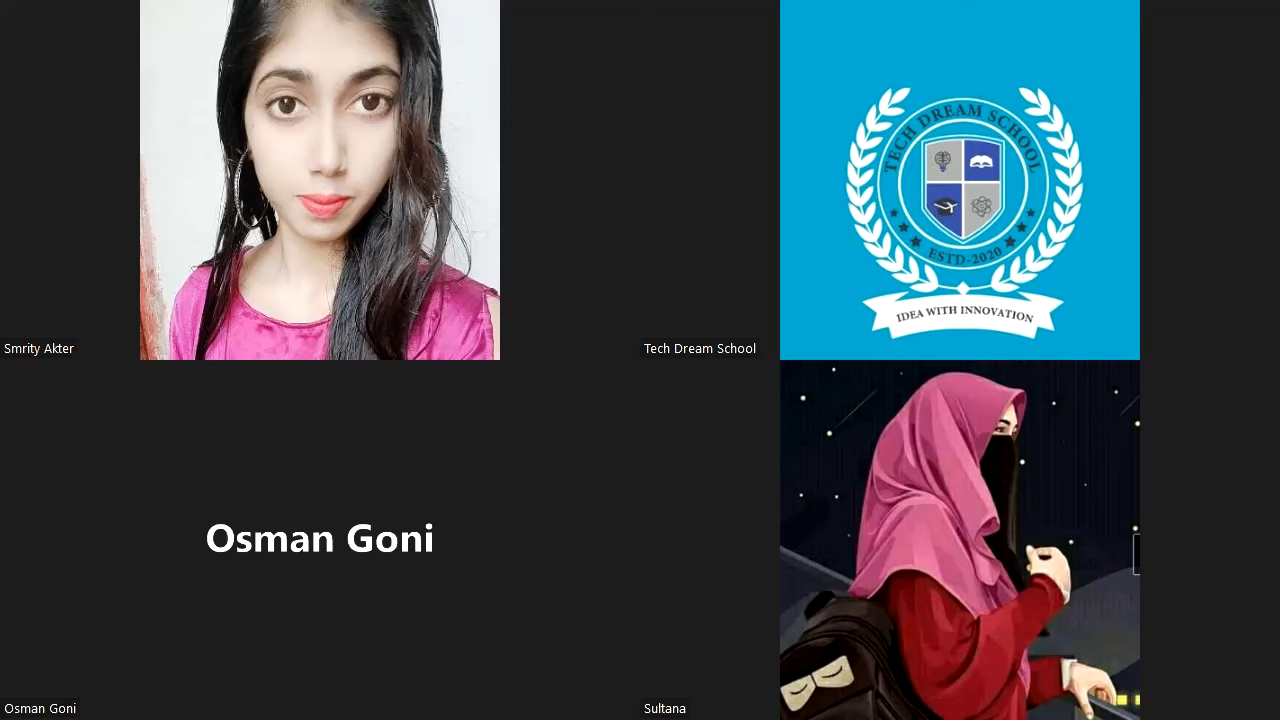 TECH DREAM SCHOOL
ESTD-2020
IDEA WITH INNOVATION
Smrity Akter
Tech Dream School
Osman Goni
Osman Goni
Sultana